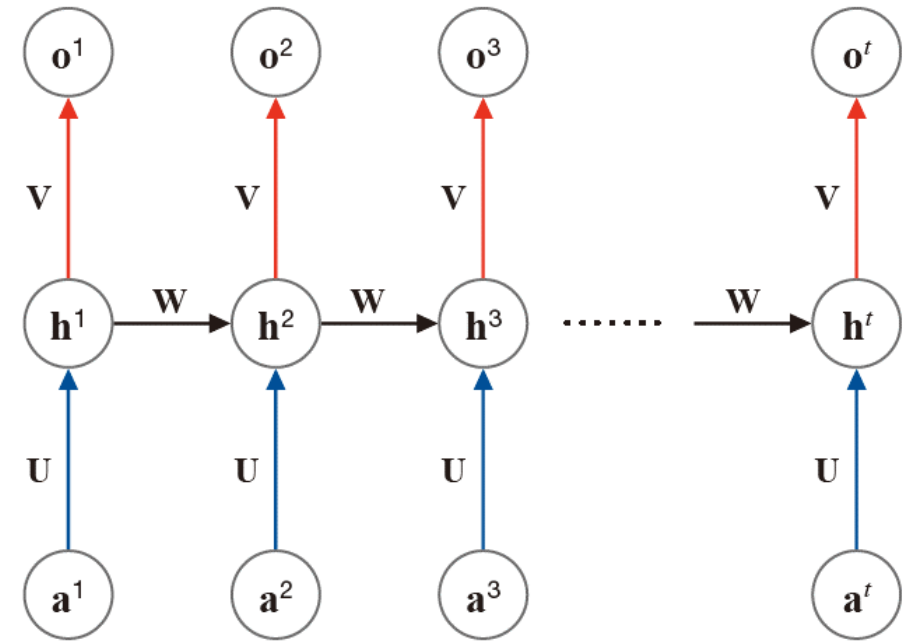 o¹ o² o³ oᵗ
V V V V
W W W
h¹ h² h³ ....... hᵗ
U U U U
a¹ a² a³ aᵗ